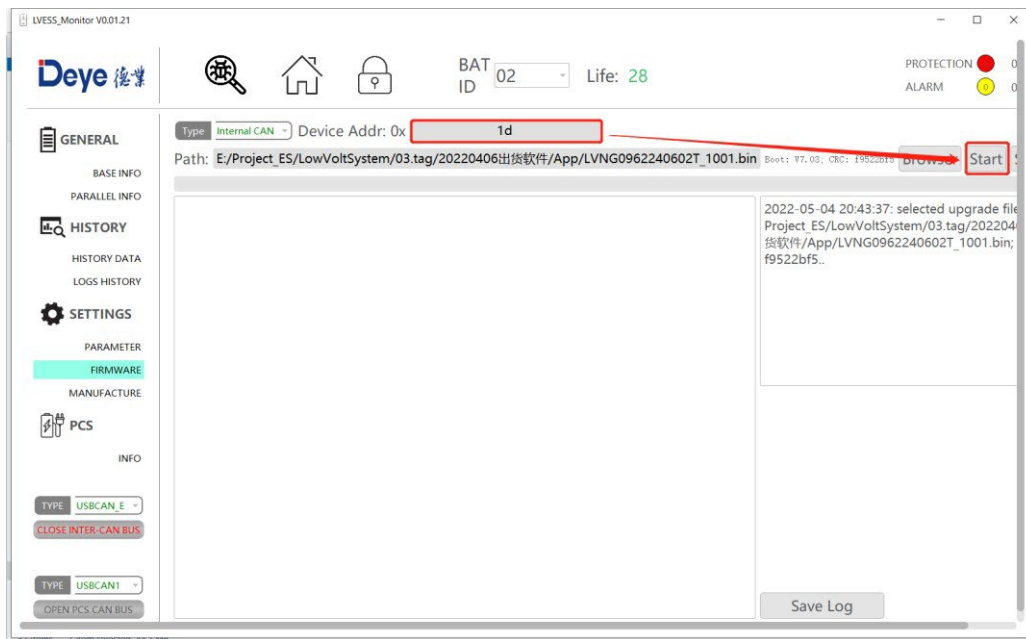 LVESS_Monitor V0.01.21
Deye 德業
BAT ID 02 Life: 28
PROTECTION 0
ALARM 0 0
Type Internal CAN Device Addr: 0x 1d
Path: E:/Project_ES/LowVoltSystem/03.tag/20220406出货软件/App/LVNG0962240602T_1001.bin Boot: V7.03; CRC: f9522bf5 Browser Start S
GENERAL
BASE INFO
PARALLEL INFO
HISTORY
HISTORY DATA
LOGS HISTORY
SETTINGS
PARAMETER
FIRMWARE
MANUFACTURE
PCS
INFO
TYPE USBCAN_E
CLOSE INTER-CAN BUS
TYPE USBCAN1
OPEN PCS CAN BUS
2022-05-04 20:43:37: selected upgrade file
Project_ES/LowVoltSystem/03.tag/202204
货软件/App/LVNG0962240602T_1001.bin;
f9522bf5..
Save Log